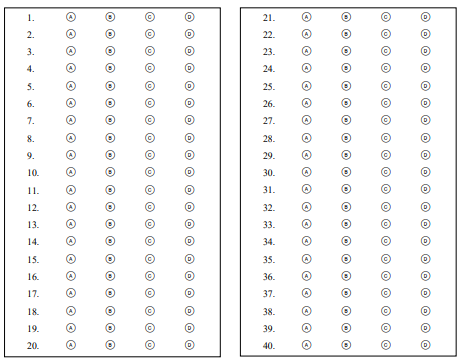 1. Ⓐ Ⓑ Ⓒ Ⓓ
2. Ⓐ Ⓑ Ⓒ Ⓓ
3. Ⓐ Ⓑ Ⓒ Ⓓ
4. Ⓐ Ⓑ Ⓒ Ⓓ
5. Ⓐ Ⓑ Ⓒ Ⓓ
6. Ⓐ Ⓑ Ⓒ Ⓓ
7. Ⓐ Ⓑ Ⓒ Ⓓ
8. Ⓐ Ⓑ Ⓒ Ⓓ
9. Ⓐ Ⓑ Ⓒ Ⓓ
10. Ⓐ Ⓑ Ⓒ Ⓓ
11. Ⓐ Ⓑ Ⓒ Ⓓ
12. Ⓐ Ⓑ Ⓒ Ⓓ
13. Ⓐ Ⓑ Ⓒ Ⓓ
14. Ⓐ Ⓑ Ⓒ Ⓓ
15. Ⓐ Ⓑ Ⓒ Ⓓ
16. Ⓐ Ⓑ Ⓒ Ⓓ
17. Ⓐ Ⓑ Ⓒ Ⓓ
18. Ⓐ Ⓑ Ⓒ Ⓓ
19. Ⓐ Ⓑ Ⓒ Ⓓ
20. Ⓐ Ⓑ Ⓒ Ⓓ
21. Ⓐ Ⓑ Ⓒ Ⓓ
22. Ⓐ Ⓑ Ⓒ Ⓓ
23. Ⓐ Ⓑ Ⓒ Ⓓ
24. Ⓐ Ⓑ Ⓒ Ⓓ
25. Ⓐ Ⓑ Ⓒ Ⓓ
26. Ⓐ Ⓑ Ⓒ Ⓓ
27. Ⓐ Ⓑ Ⓒ Ⓓ
28. Ⓐ Ⓑ Ⓒ Ⓓ
29. Ⓐ Ⓑ Ⓒ Ⓓ
30. Ⓐ Ⓑ Ⓒ Ⓓ
31. Ⓐ Ⓑ Ⓒ Ⓓ
32. Ⓐ Ⓑ Ⓒ Ⓓ
33. Ⓐ Ⓑ Ⓒ Ⓓ
34. Ⓐ Ⓑ Ⓒ Ⓓ
35. Ⓐ Ⓑ Ⓒ Ⓓ
36. Ⓐ Ⓑ Ⓒ Ⓓ
37. Ⓐ Ⓑ Ⓒ Ⓓ
38. Ⓐ Ⓑ Ⓒ Ⓓ
39. Ⓐ Ⓑ Ⓒ Ⓓ
40. Ⓐ Ⓑ Ⓒ Ⓓ